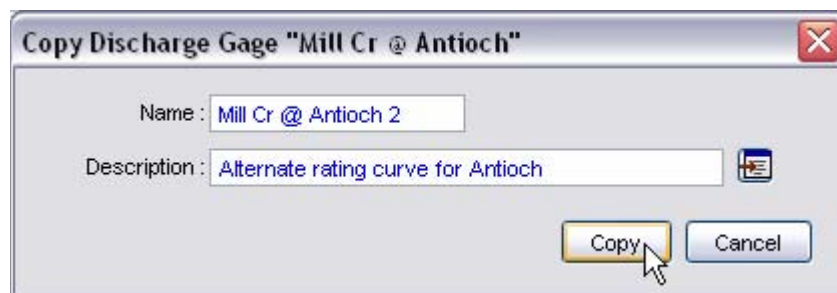 Copy Discharge Gage "Mill Cr @ Antioch"
Name : Mill Cr @ Antioch 2
Description : Alternate rating curve for Antioch
Copy Cancel